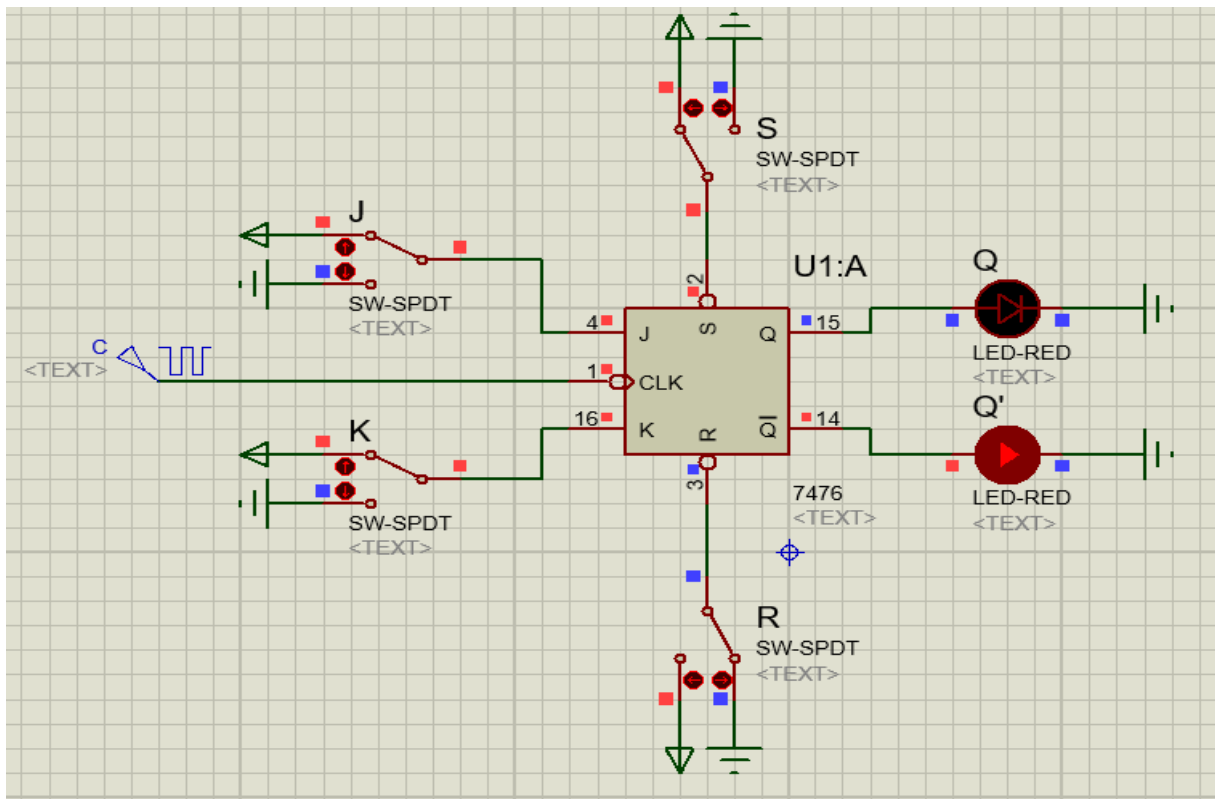 S
SW-SPDT
<TEXT>
J
SW-SPDT
<TEXT>
C
<TEXT>
K
SW-SPDT
<TEXT>
U1:A
2
S
4
J
Q
15
1
CLK
16
K
R
Q
14
3
7476
<TEXT>
Q
LED-RED
<TEXT>
Q'
LED-RED
<TEXT>
R
SW-SPDT
<TEXT>